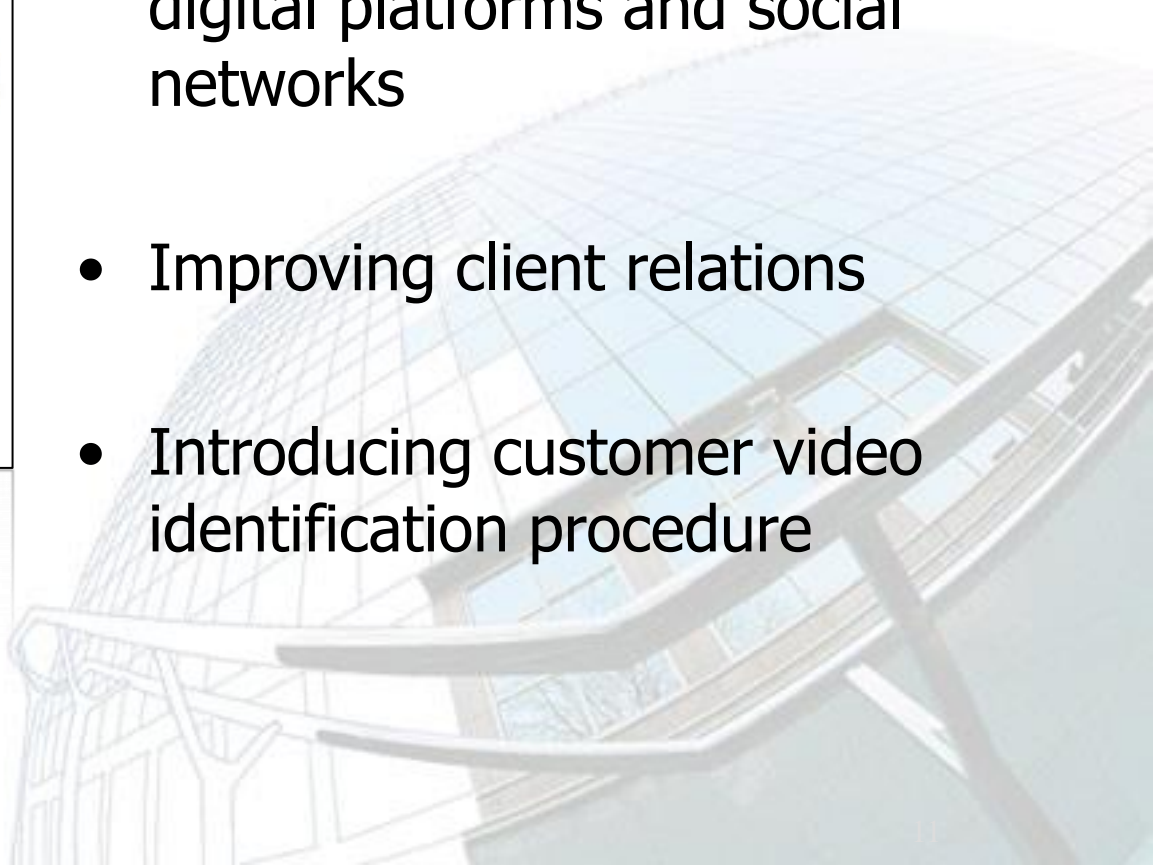 digital platforms and social
networks
• Improving client relations
• Introducing customer video
identification procedure